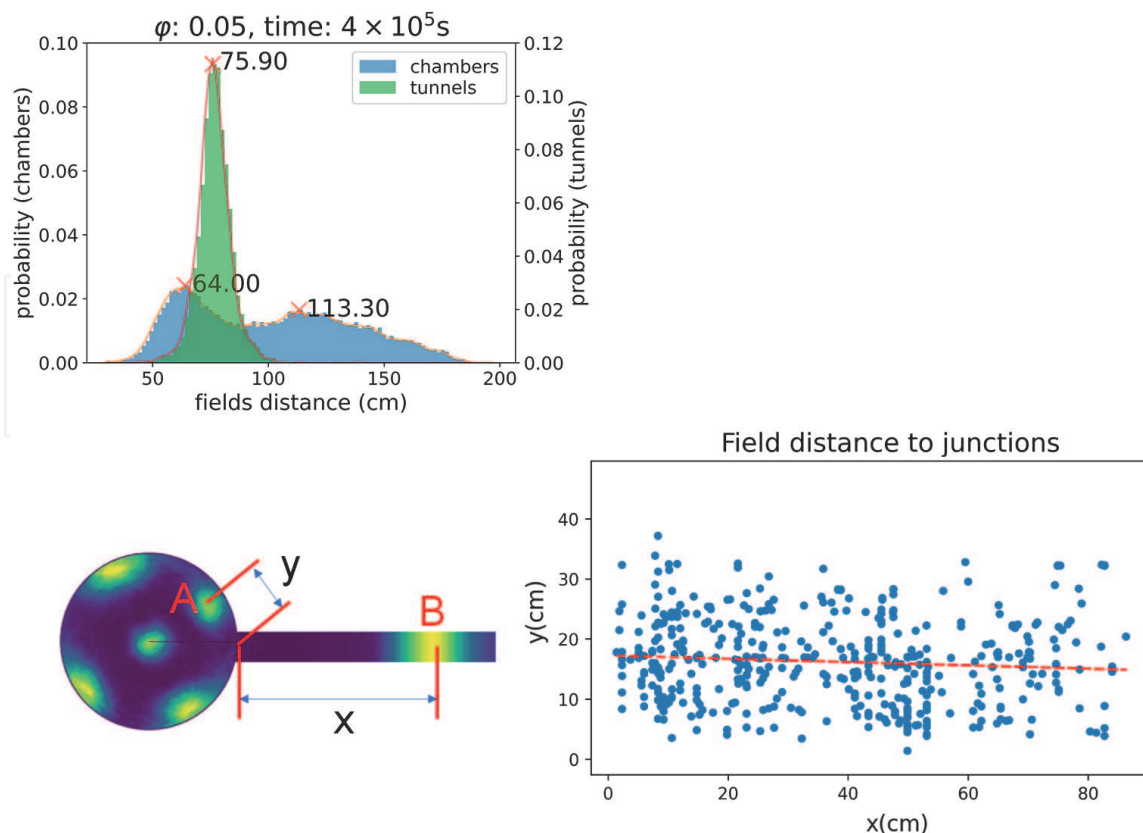 φ: 0.05, time: 4 × 10⁵s
probability (chambers)
0.10
0.08
0.06
0.04
0.02
0.00
75.90
64.00
113.30
chambers
tunnels
0.12
0.10
0.08
0.06
0.04
0.02
0.00
probability (tunnels)
50 100 150 200
fields distance (cm)
A
y
B
x
Field distance to junctions
y(cm)
40
30
20
10
0
0 20 40 60 80
x(cm)